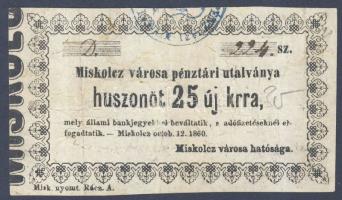 D. 224. sz.
Miskolcz városa pénztári utalványa
huszonöt 25 új krra,
mely állami bankjegyekkel beváltatik, s adófizetéseknél el-
fogadtatik. — Miskolcz octob. 12. 1860.
Miskolcz városa hatósága.
Misk. nyomt. Rácz. A.
MISKOLC